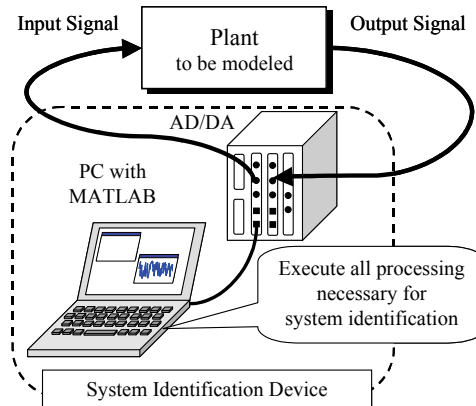 Input Signal
Plant
to be modeled
Output Signal
AD/DA
PC with
MATLAB
Execute all processing
necessary for
system identification
System Identification Device